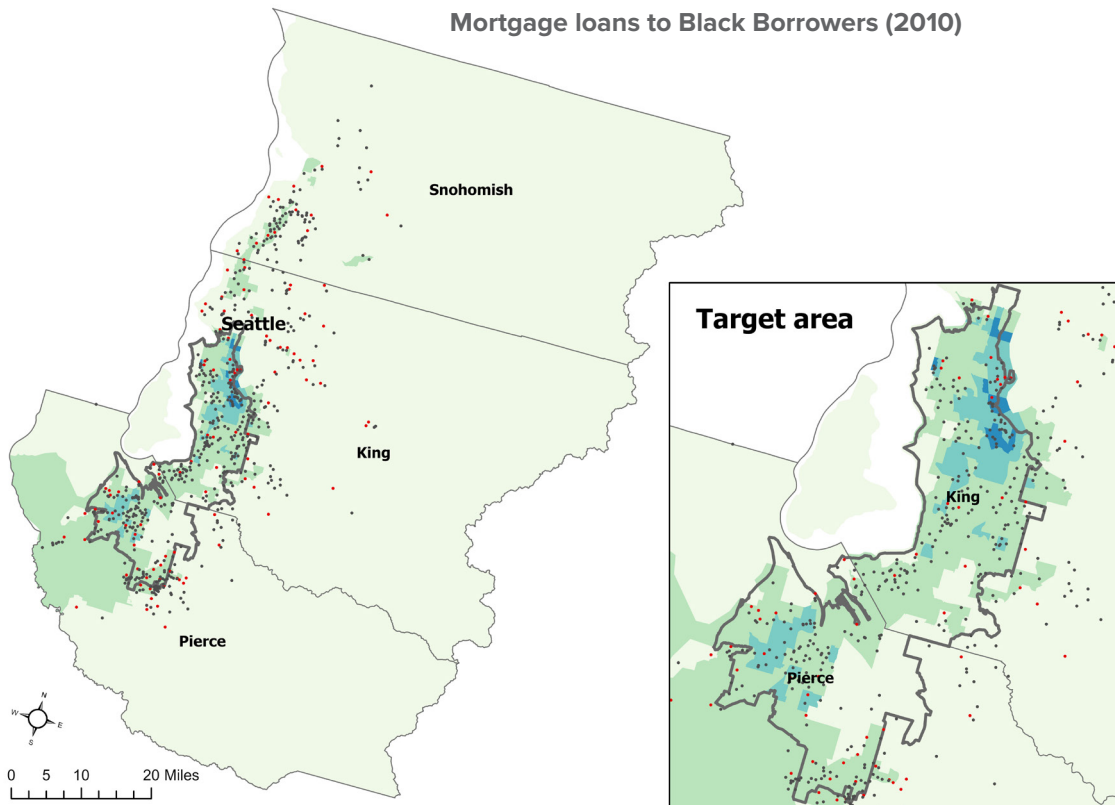 Mortgage loans to Black Borrowers (2010)
Snohomish
Seattle
King
Pierce
N
W
E
S
0 5 10 20 Miles
Target area
King
Pierce